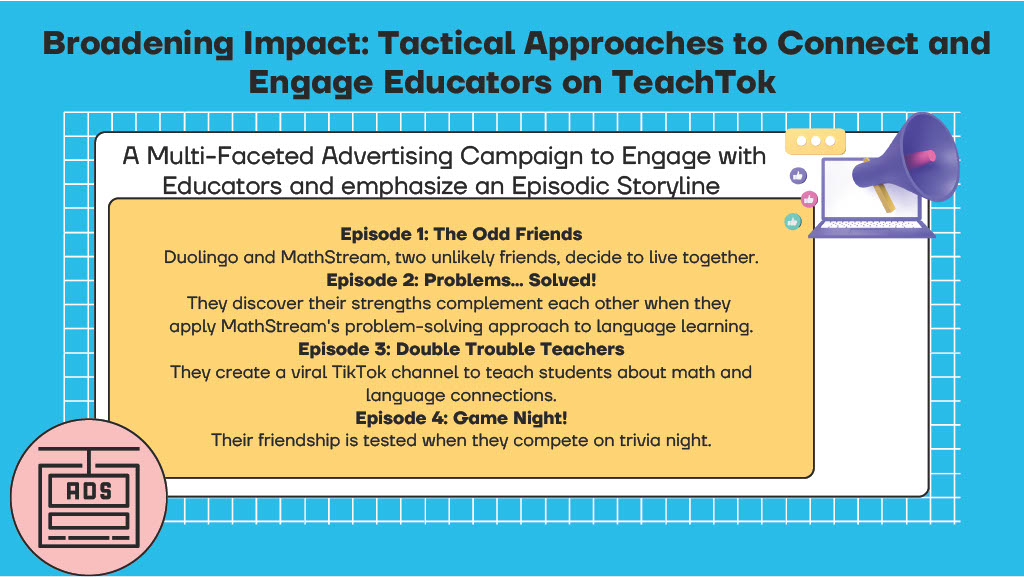 Broadening Impact: Tactical Approaches to Connect and
Engage Educators on TeachTok
A Multi-Faceted Advertising Campaign to Engage with
Educators and emphasize an Episodic Storyline
Episode 1: The Odd Friends
Duolingo and MathStream, two unlikely friends, decide to live together.
Episode 2: Problems... Solved!
They discover their strengths complement each other when they
apply MathStream's problem-solving approach to language learning.
Episode 3: Double Trouble Teachers
They create a viral TikTok channel to teach students about math and
language connections.
Episode 4: Game Night!
Their friendship is tested when they compete on trivia night.
ADS